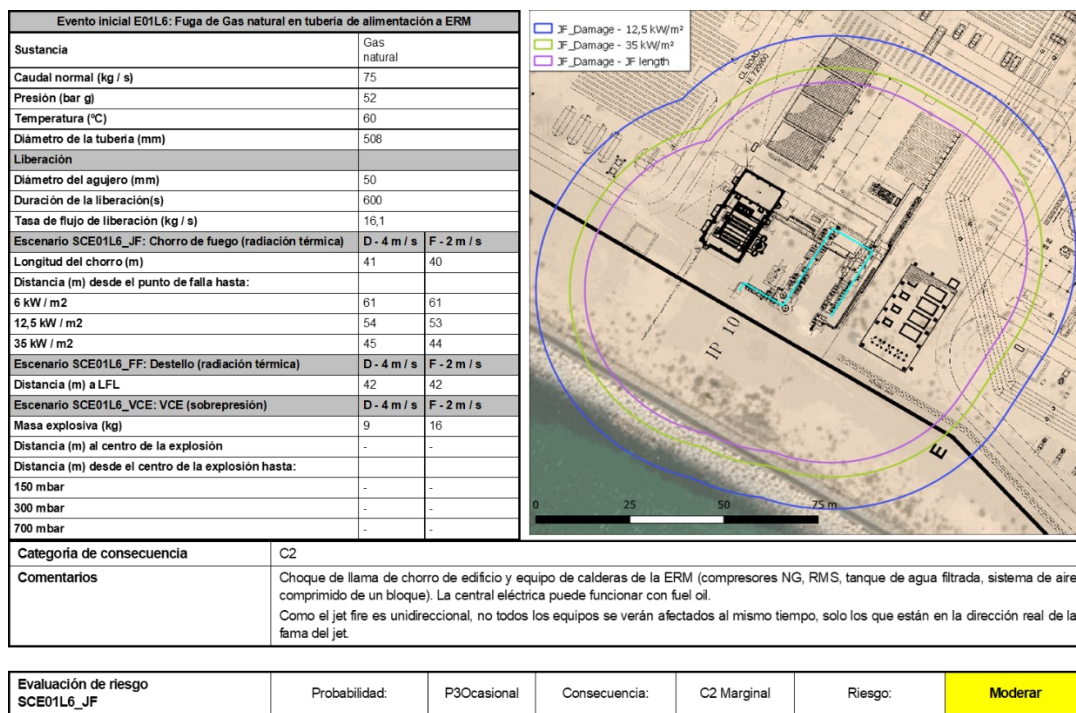 Evento inicial E01L6: Fuga de Gas natural en tubería de alimentación a ERM
Sustancia Gas
natural
Caudal normal (kg / s) 75
Presión (bar g) 52
Temperatura (ºC) 60
Diámetro de la tubería (mm) 508
Liberación
Diámetro del agujero (mm) 50
Duración de la liberación(s) 600
Tasa de flujo de liberación (kg / s) 16,1
Escenario SCE01L6_JF: Chorro de fuego (radiación térmica) D - 4 m / s F - 2 m / s
Longitud del chorro (m) 41 40
Distancia (m) desde el punto de falla hasta:
6 kW / m2 61 61
12,5 kW / m2 54 53
35 kW / m2 45 44
Escenario SCE01L6_FF: Destello (radiación térmica) D - 4 m / s F - 2 m / s
Distancia (m) a LFL 42 42
Escenario SCE01L6_VCE: VCE (sobrepresión) D - 4 m / s F - 2 m / s
Masa explosiva (kg) 9 16
Distancia (m) al centro de la explosión - -
Distancia (m) desde el centro de la explosión hasta:
150 mbar - -
300 mbar - -
700 mbar - -
JF_Damage - 12,5 kW/m²
JF_Damage - 35 kW/m²
JF_Damage - JF length
CL ROAD
IP 10
E
0 25 50 75 m
Categoría de consecuencia C2
Comentarios Choque de llama de chorro de edificio y equipo de calderas de la ERM (compresores NG, RMS, tanque de agua filtrada, sistema de aire
comprimido de un bloque). La central eléctrica puede funcionar con fuel oil.
Como el jet fire es unidireccional, no todos los equipos se verán afectados al mismo tiempo, solo los que están en la dirección real de la
fama del jet.
Evaluación de riesgo
SCE01L6_JF Probabilidad: P3Ocasional Consecuencia: C2 Marginal Riesgo: Moderar